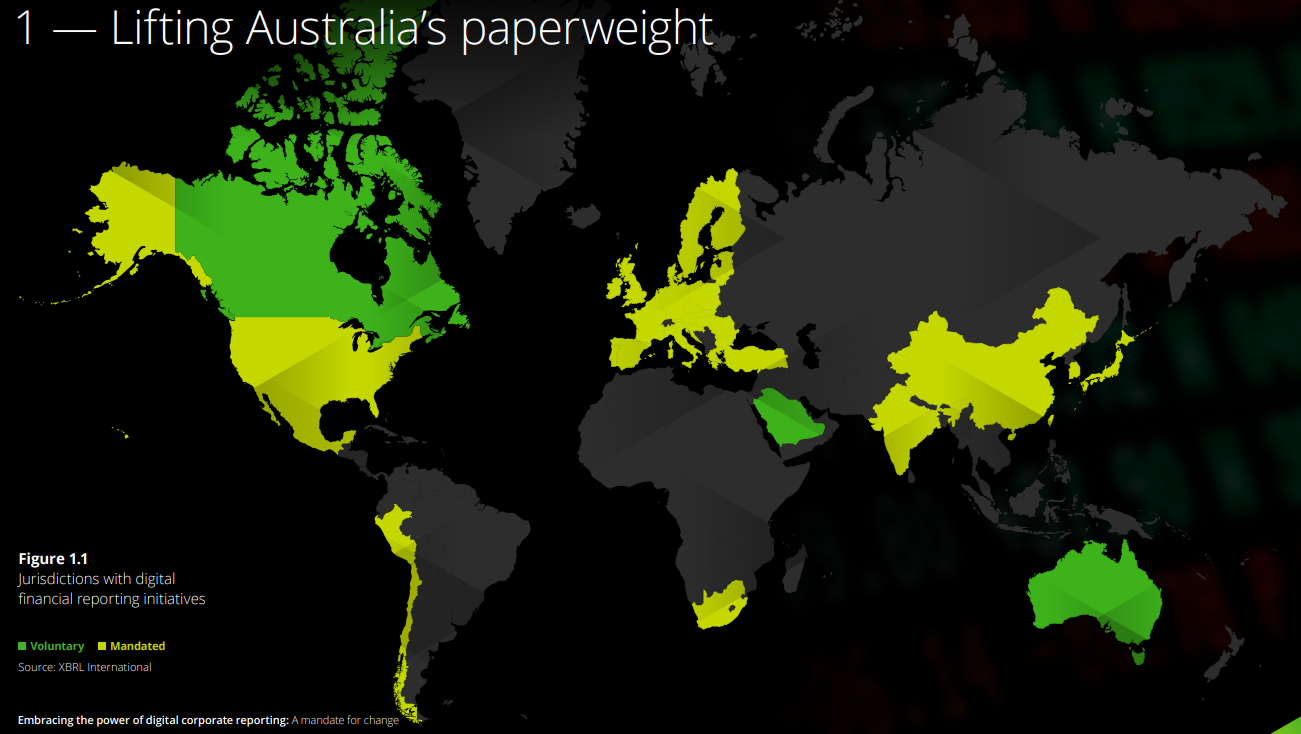 1 — Lifting Australia’s paperweight
Figure 1.1
Jurisdictions with digital
financial reporting initiatives
Voluntary Mandated
Source: XBRL International
Embracing the power of digital corporate reporting: A mandate for change